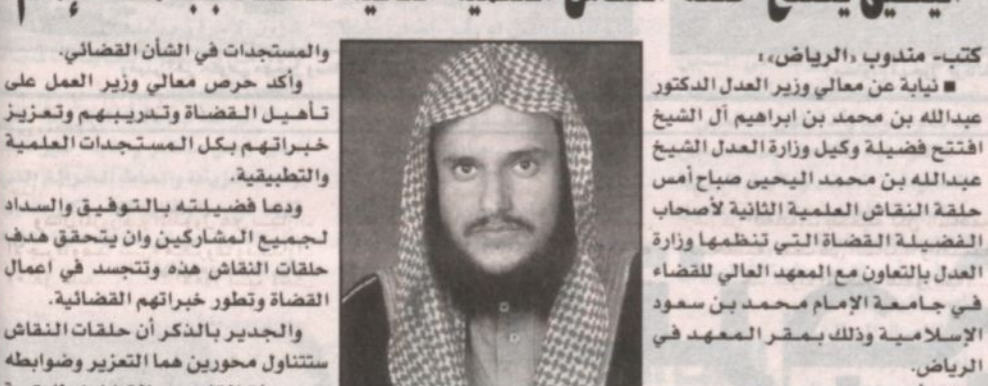 كتب- مندوب «الرياض»:
■ نيابة عن معالي وزير العدل الدكتور
عبدالله بن محمد بن ابراهيم آل الشيخ
افتتح فضيلة وكيل وزارة العدل الشيخ
عبدالله بن محمد اليحيى صباح أمس
حلقة النقاش العلمية الثانية لأصحاب
الفضيلة القضاة التي تنظمها وزارة
العدل بالتعاون مع المعهد العالي للقضاء
في جامعة الإمام محمد بن سعود
الإسلامية وذلك بمقر المعهد في
الرياض.
والمستجدات في الشأن القضائي.
وأكد حرص معالي وزير العمل على
تأهيل القضاة وتدريبهم وتعزيز
خبراتهم بكل المستجدات العلمية
والتطبيقية.
ودعا فضيلته بالتوفيق والسداد
لجميع المشاركين وان يتحقق هدف
حلقات النقاش هذه وتتجسد في اعمال
القضاة وتطور خبراتهم القضائية.
والجدير بالذكر أن حلقات النقاش
ستتناول محورين هما التعزير وضوابطه